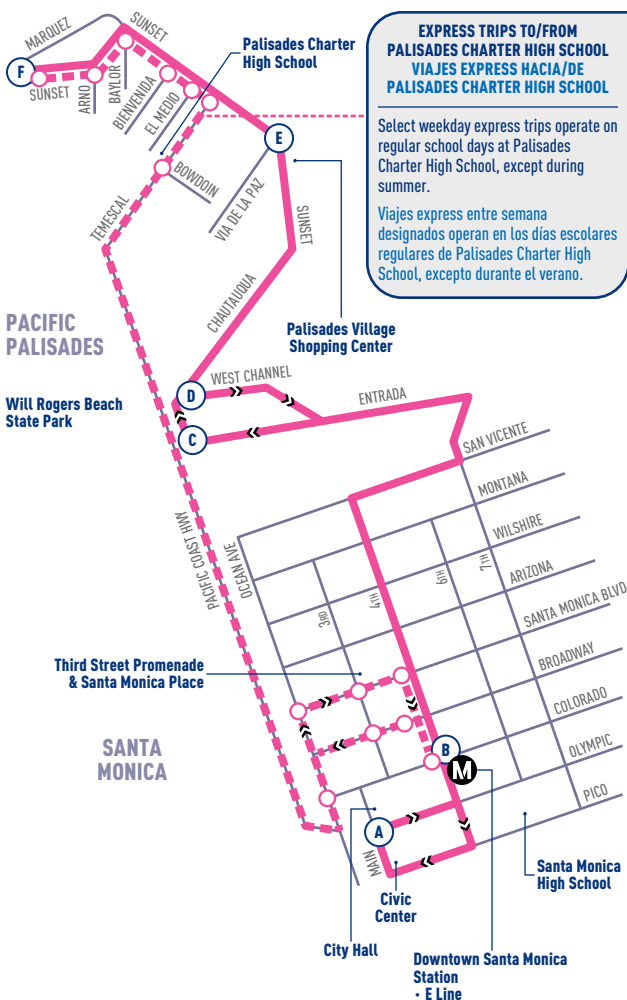 MARQUEZ
SUNSET
F
SUNSET
ARNO
BAYLOR
BIENVENIDA
EL MEDIO
Palisades Charter
High School
EXPRESS TRIPS TO/FROM
PALISADES CHARTER HIGH SCHOOL
VIAJES EXPRESS HACIA/DE
PALISADES CHARTER HIGH SCHOOL
Select weekday express trips operate on
regular school days at Palisades
Charter High School, except during
summer.
Viajes express entre semana
designados operan en los días escolares
regulares de Palisades Charter High
School, excepto durante el verano.
E
BOWDOIN
TEMESCAL
VIA DE LA PAZ
SUNSET
CHAUTAUQUA
PACIFIC
PALISADES
Palisades Village
Shopping Center
Will Rogers Beach
State Park
D
WEST CHANNEL
ENTRADA
C
SAN VICENTE
MONTANA
WILSHIRE
ARIZONA
SANTA MONICA BLVD
BROADWAY
COLORADO
OLYMPIC
PICO
PACIFIC COAST HWY
OCEAN AVE
3RD
4TH
6TH
7TH
Third Street Promenade
& Santa Monica Place
SANTA
MONICA
B
M
A
MAIN
Civic
Center
City Hall
Santa Monica
High School
Downtown Santa Monica
Station
• E Line